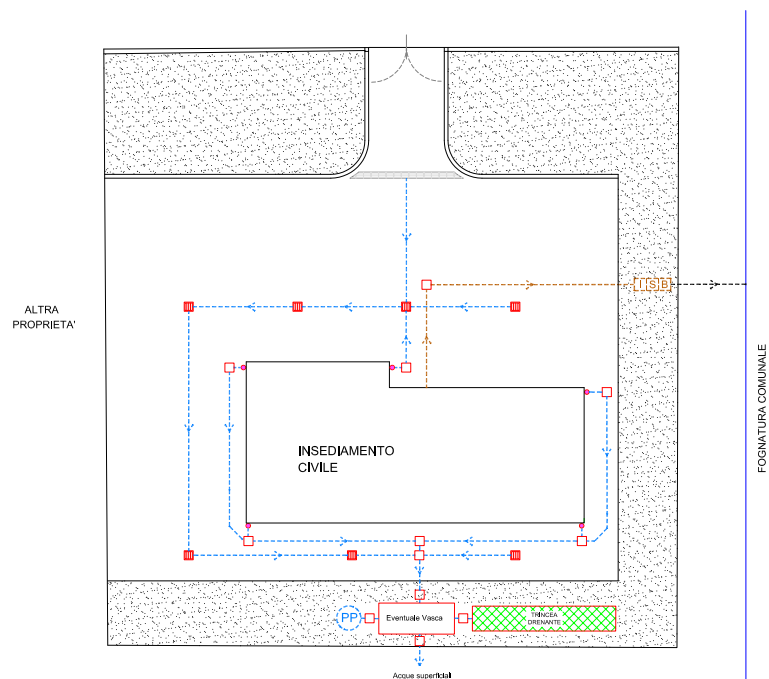 ALTRA
PROPRIETA'
I S B
FOGNATURA COMUNALE
INSEDIAMENTO
CIVILE
PP
Eventuale Vasca
TRINCEA
DRENANTE
Acque superficiali